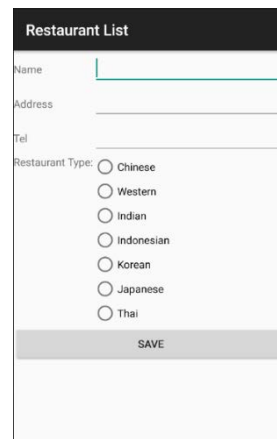 Restaurant List
Name
Address
Tel
Restaurant Type: Chinese
Western
Indian
Indonesian
Korean
Japanese
Thai
SAVE